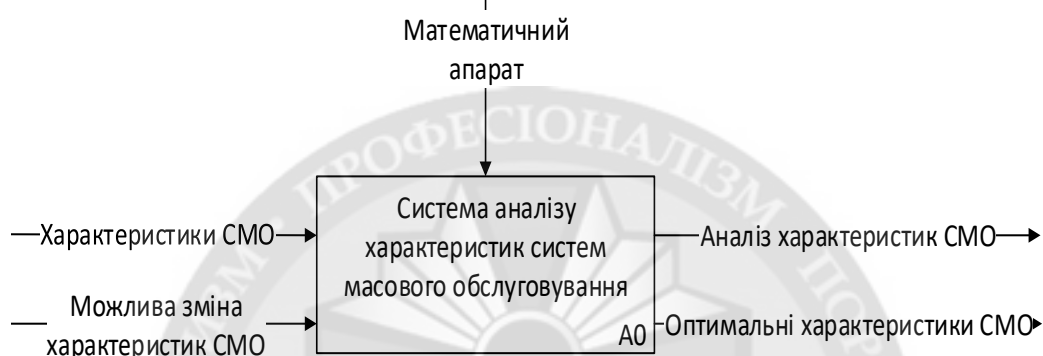 Математичний
апарат
Система аналізу
характеристик систем
масового обслуговування
A0
Характеристики СМО
Можлива зміна
характеристик СМО
Аналіз характеристик СМО
Оптимальні характеристики СМО
ПРОФЕСІОНАЛІЗМ